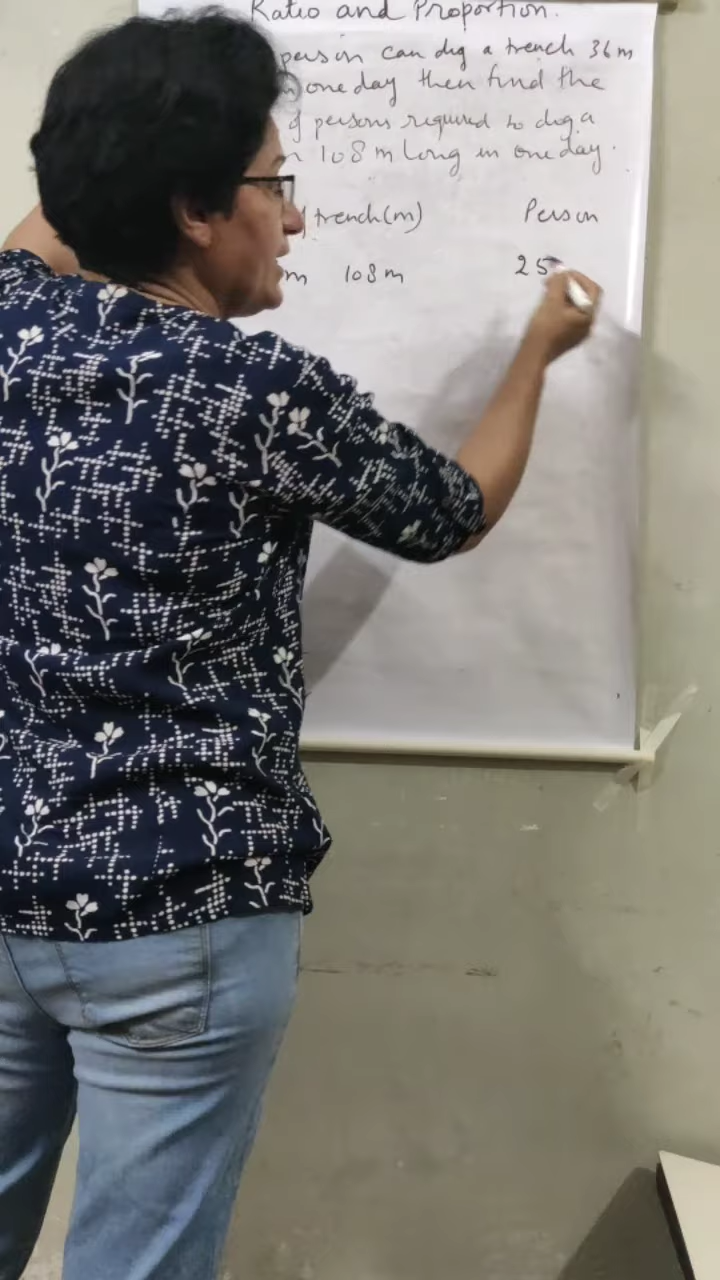 Ratio and Proportion.
person can dig a trench 36 m
one day then find the
of persons required to dig a
108 m long in one day.
trench (m) Person
m 108 m 25